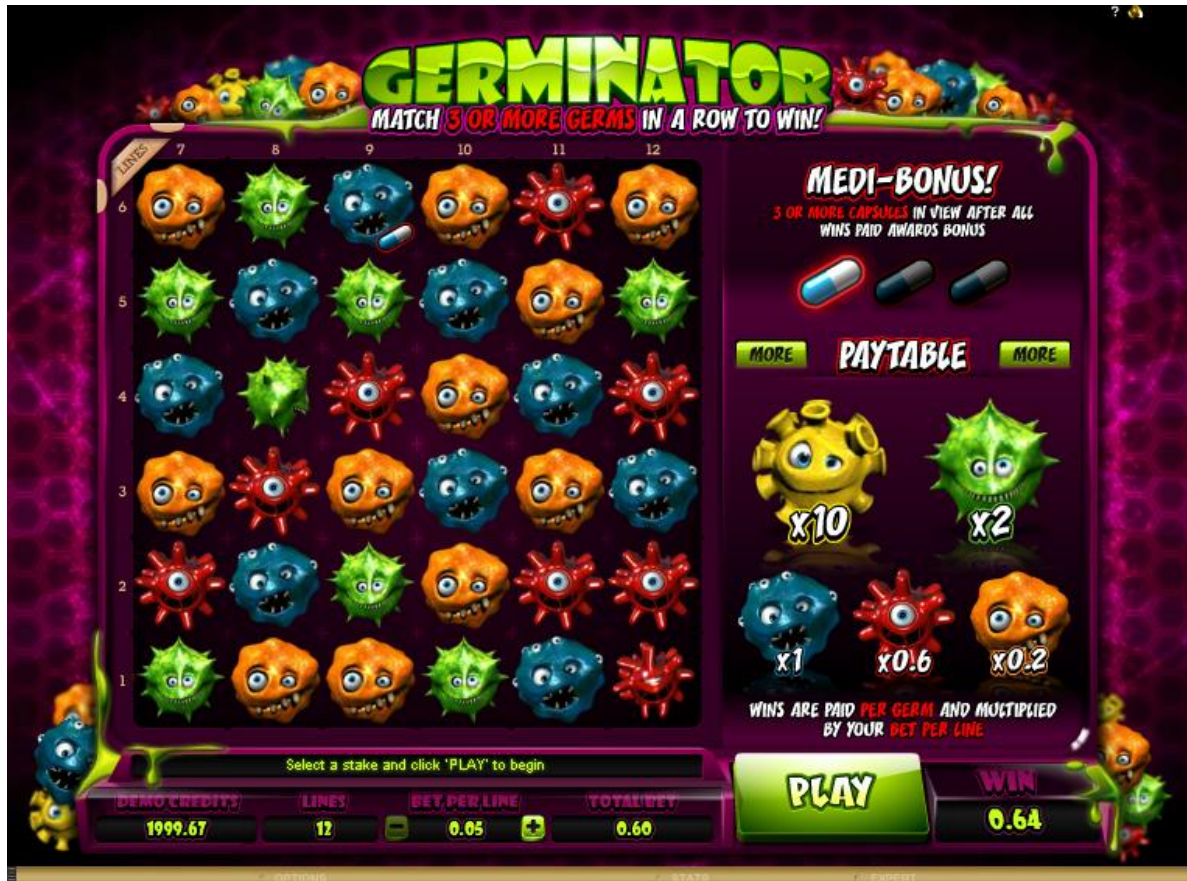 ?
GERMINATOR
MATCH 3 OR MORE GERMS IN A ROW TO WIN!
LINES
7 8 9 10 11 12
6
5
4
3
2
1
MEDI-BONUS!
3 OR MORE CAPSULES IN VIEW AFTER ALL
WINS PAID AWARDS BONUS
MORE PAYTABLE MORE
x10 x2
x1 x0.6 x0.2
WINS ARE PAID PER GERM AND MULTIPLIED
BY YOUR BET PER LINE
Select a stake and click 'PLAY' to begin
DEMO CREDITS LINES BET PER LINE TOTAL BET
1999.67 12 - 0.05 + 0.60
PLAY
WIN
0.64
OPTIONS STATS EXPERT